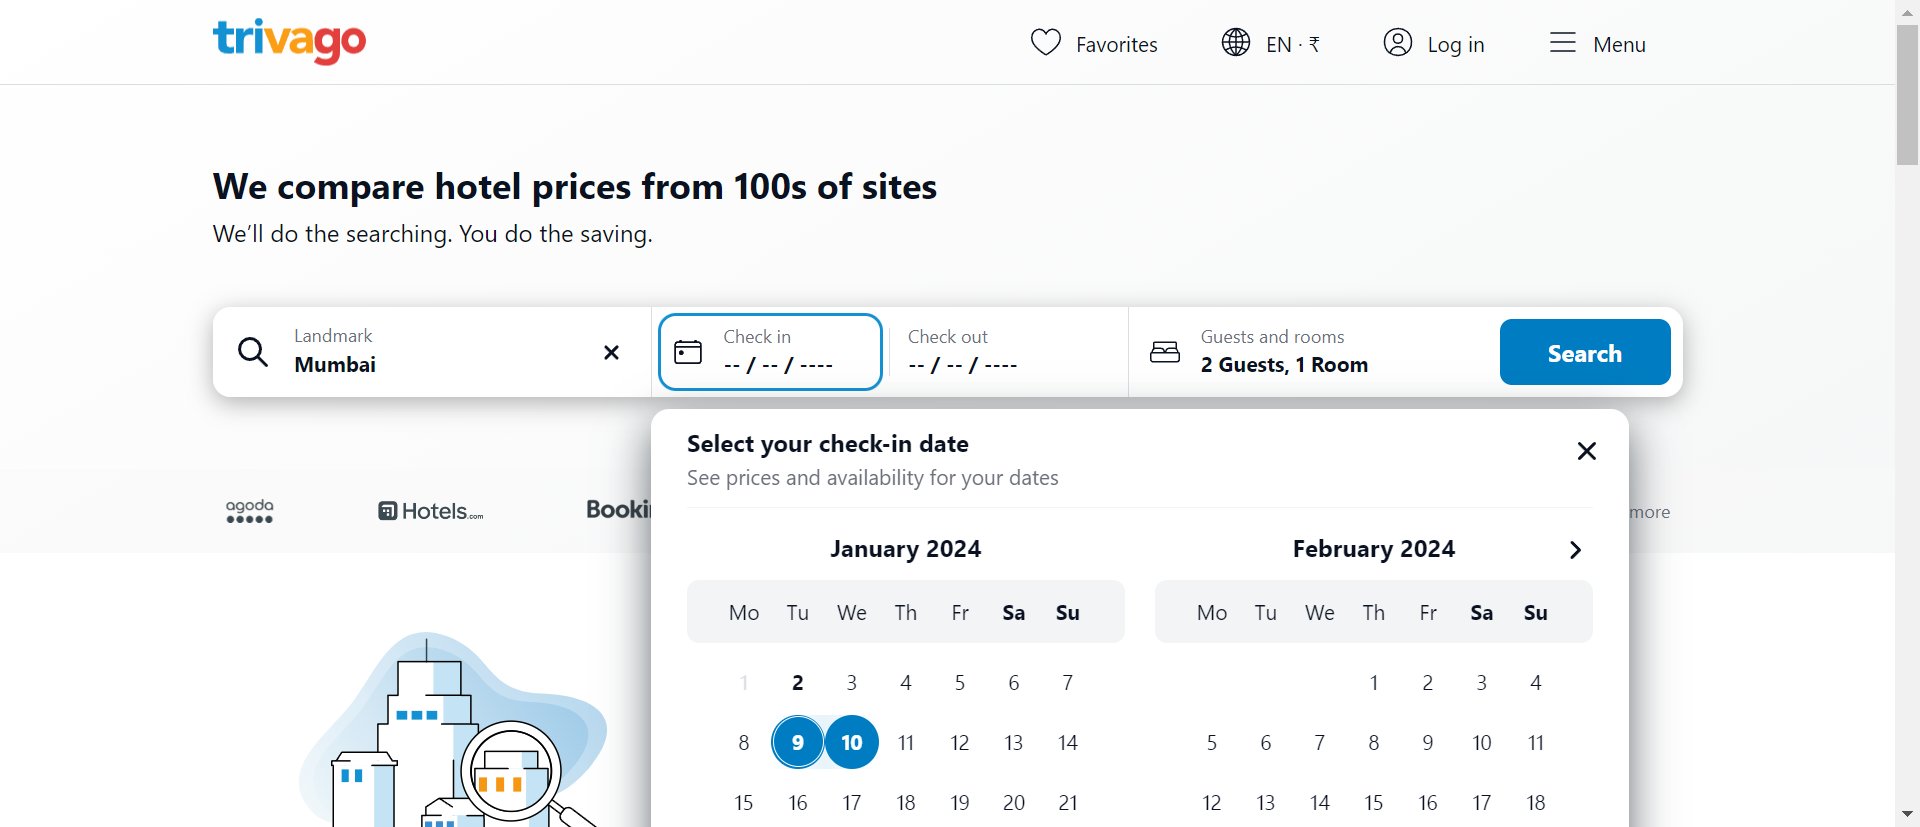 trivago
Favorites
EN · ₹
Log in
Menu
We compare hotel prices from 100s of sites
We’ll do the searching. You do the saving.
Landmark
Mumbai
Check in
-- / -- / ----
Check out
-- / -- / ----
Guests and rooms
2 Guests, 1 Room
Search
Select your check-in date
See prices and availability for your dates
agoda
Hotels.com
more
January 2024
February 2024
Mo Tu We Th Fr Sa Su
Mo Tu We Th Fr Sa Su
1 2 3 4 5 6 7
1 2 3 4
8 9 10 11 12 13 14
5 6 7 8 9 10 11
15 16 17 18 19 20 21
12 13 14 15 16 17 18